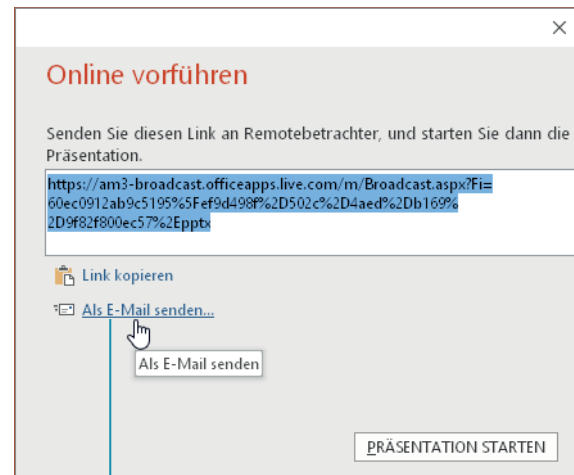 Online vorführen
Senden Sie diesen Link an Remotebetrachter, und starten Sie dann die
Präsentation.
https://am3-broadcast.officeapps.live.com/m/Broadcast.aspx?Fi=
60ec0912ab9c5195%5Fef9d498f%2D502c%2D4aed%2Db169%
2D9f82f800ec57%2Epptx
Link kopieren
Als E-Mail senden...
Als E-Mail senden
PRÄSENTATION STARTEN